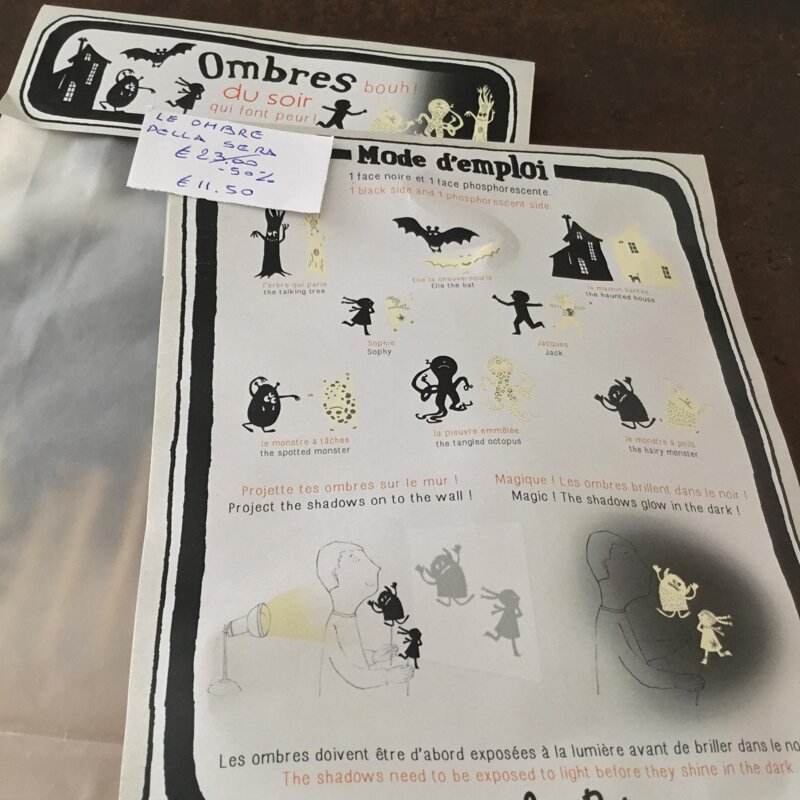 Ombres bouh!
du soir
qui font peur!
LE OMBRE
DELLA SERA
€ 23,00
-50%
€ 11.50
Mode d'emploi
1 face noire et 1 face phosphorescente.
1 black side and 1 phosphorescent side
l'arbre qui parle
the talking tree
Elie la chauve-souris
Elie the bat
la maison hantée
the haunted house
Sophie
Sophy
Jacques
Jack
le monstre à tâches
the spotted monster
la pieuvre emmêlée
the tangled octopus
le monstre à poils
the hairy monster
Projette tes ombres sur le mur !
Project the shadows on to the wall !
Magique ! Les ombres brillent dans le noir !
Magic ! The shadows glow in the dark !
Les ombres doivent être d'abord exposées à la lumière avant de briller dans le no
The shadows need to be exposed to light before they shine in the dark